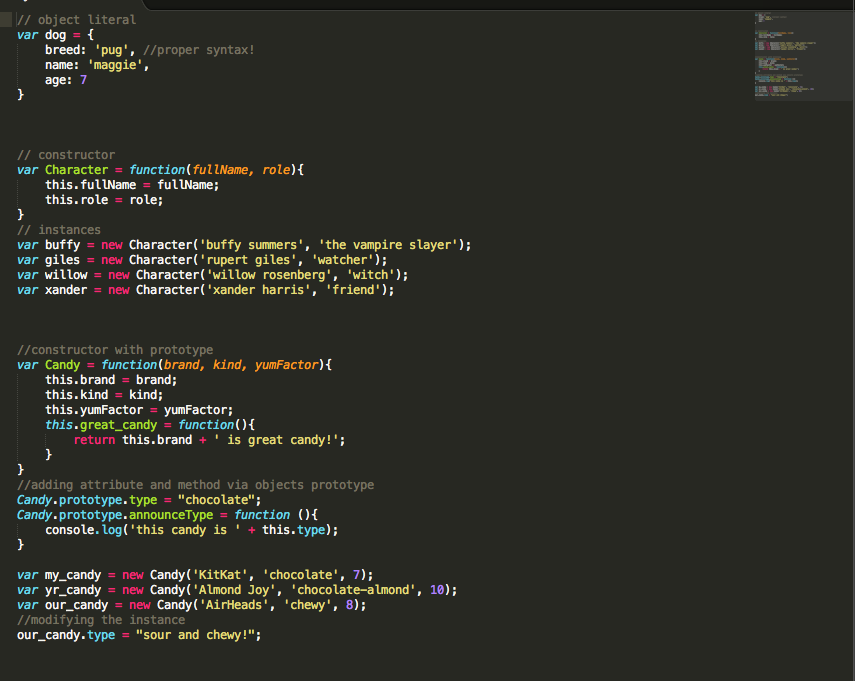 // object literal
var dog = {
    breed: 'pug', //proper syntax!
    name: 'maggie',
    age: 7
}
// constructor
var Character = function(fullName, role){
    this.fullName = fullName;
    this.role = role;
}
// instances
var buffy = new Character('buffy summers', 'the vampire slayer');
var giles = new Character('rupert giles', 'watcher');
var willow = new Character('willow rosenberg', 'witch');
var xander = new Character('xander harris', 'friend');
//constructor with prototype
var Candy = function(brand, kind, yumFactor){
    this.brand = brand;
    this.kind = kind;
    this.yumFactor = yumFactor;
    this.great_candy = function(){
        return this.brand + ' is great candy!';
    }
}
//adding attribute and method via objects prototype
Candy.prototype.type = "chocolate";
Candy.prototype.announceType = function (){
    console.log('this candy is ' + this.type);
}
var my_candy = new Candy('KitKat', 'chocolate', 7);
var yr_candy = new Candy('Almond Joy', 'chocolate-almond', 10);
var our_candy = new Candy('AirHeads', 'chewy', 8);
//modifying the instance
our_candy.type = "sour and chewy!";